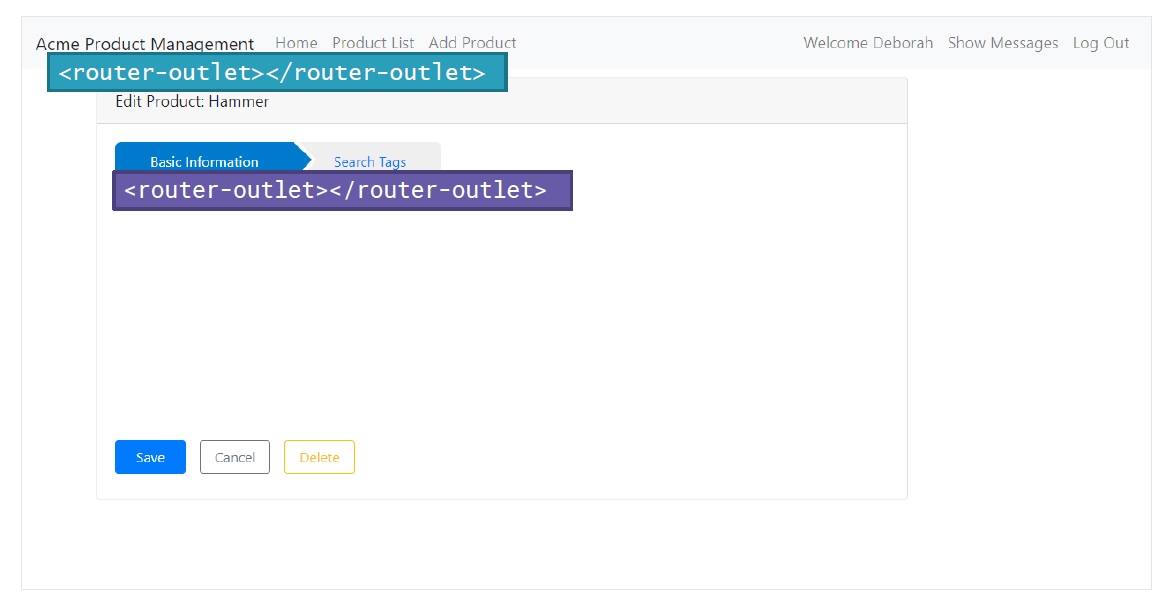 Acme Product Management Home Product List Add Product Welcome Deborah Show Messages Log Out
<router-outlet></router-outlet>
Edit Product: Hammer
Basic Information Search Tags
<router-outlet></router-outlet>
Save Cancel Delete